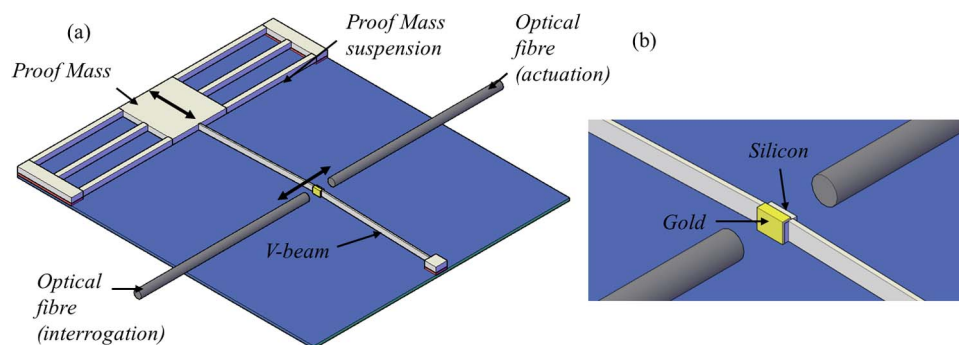 (a)
Proof Mass
Proof Mass
suspension
Optical
fibre
(actuation)
V-beam
Optical
fibre
(interrogation)
(b)
Silicon
Gold